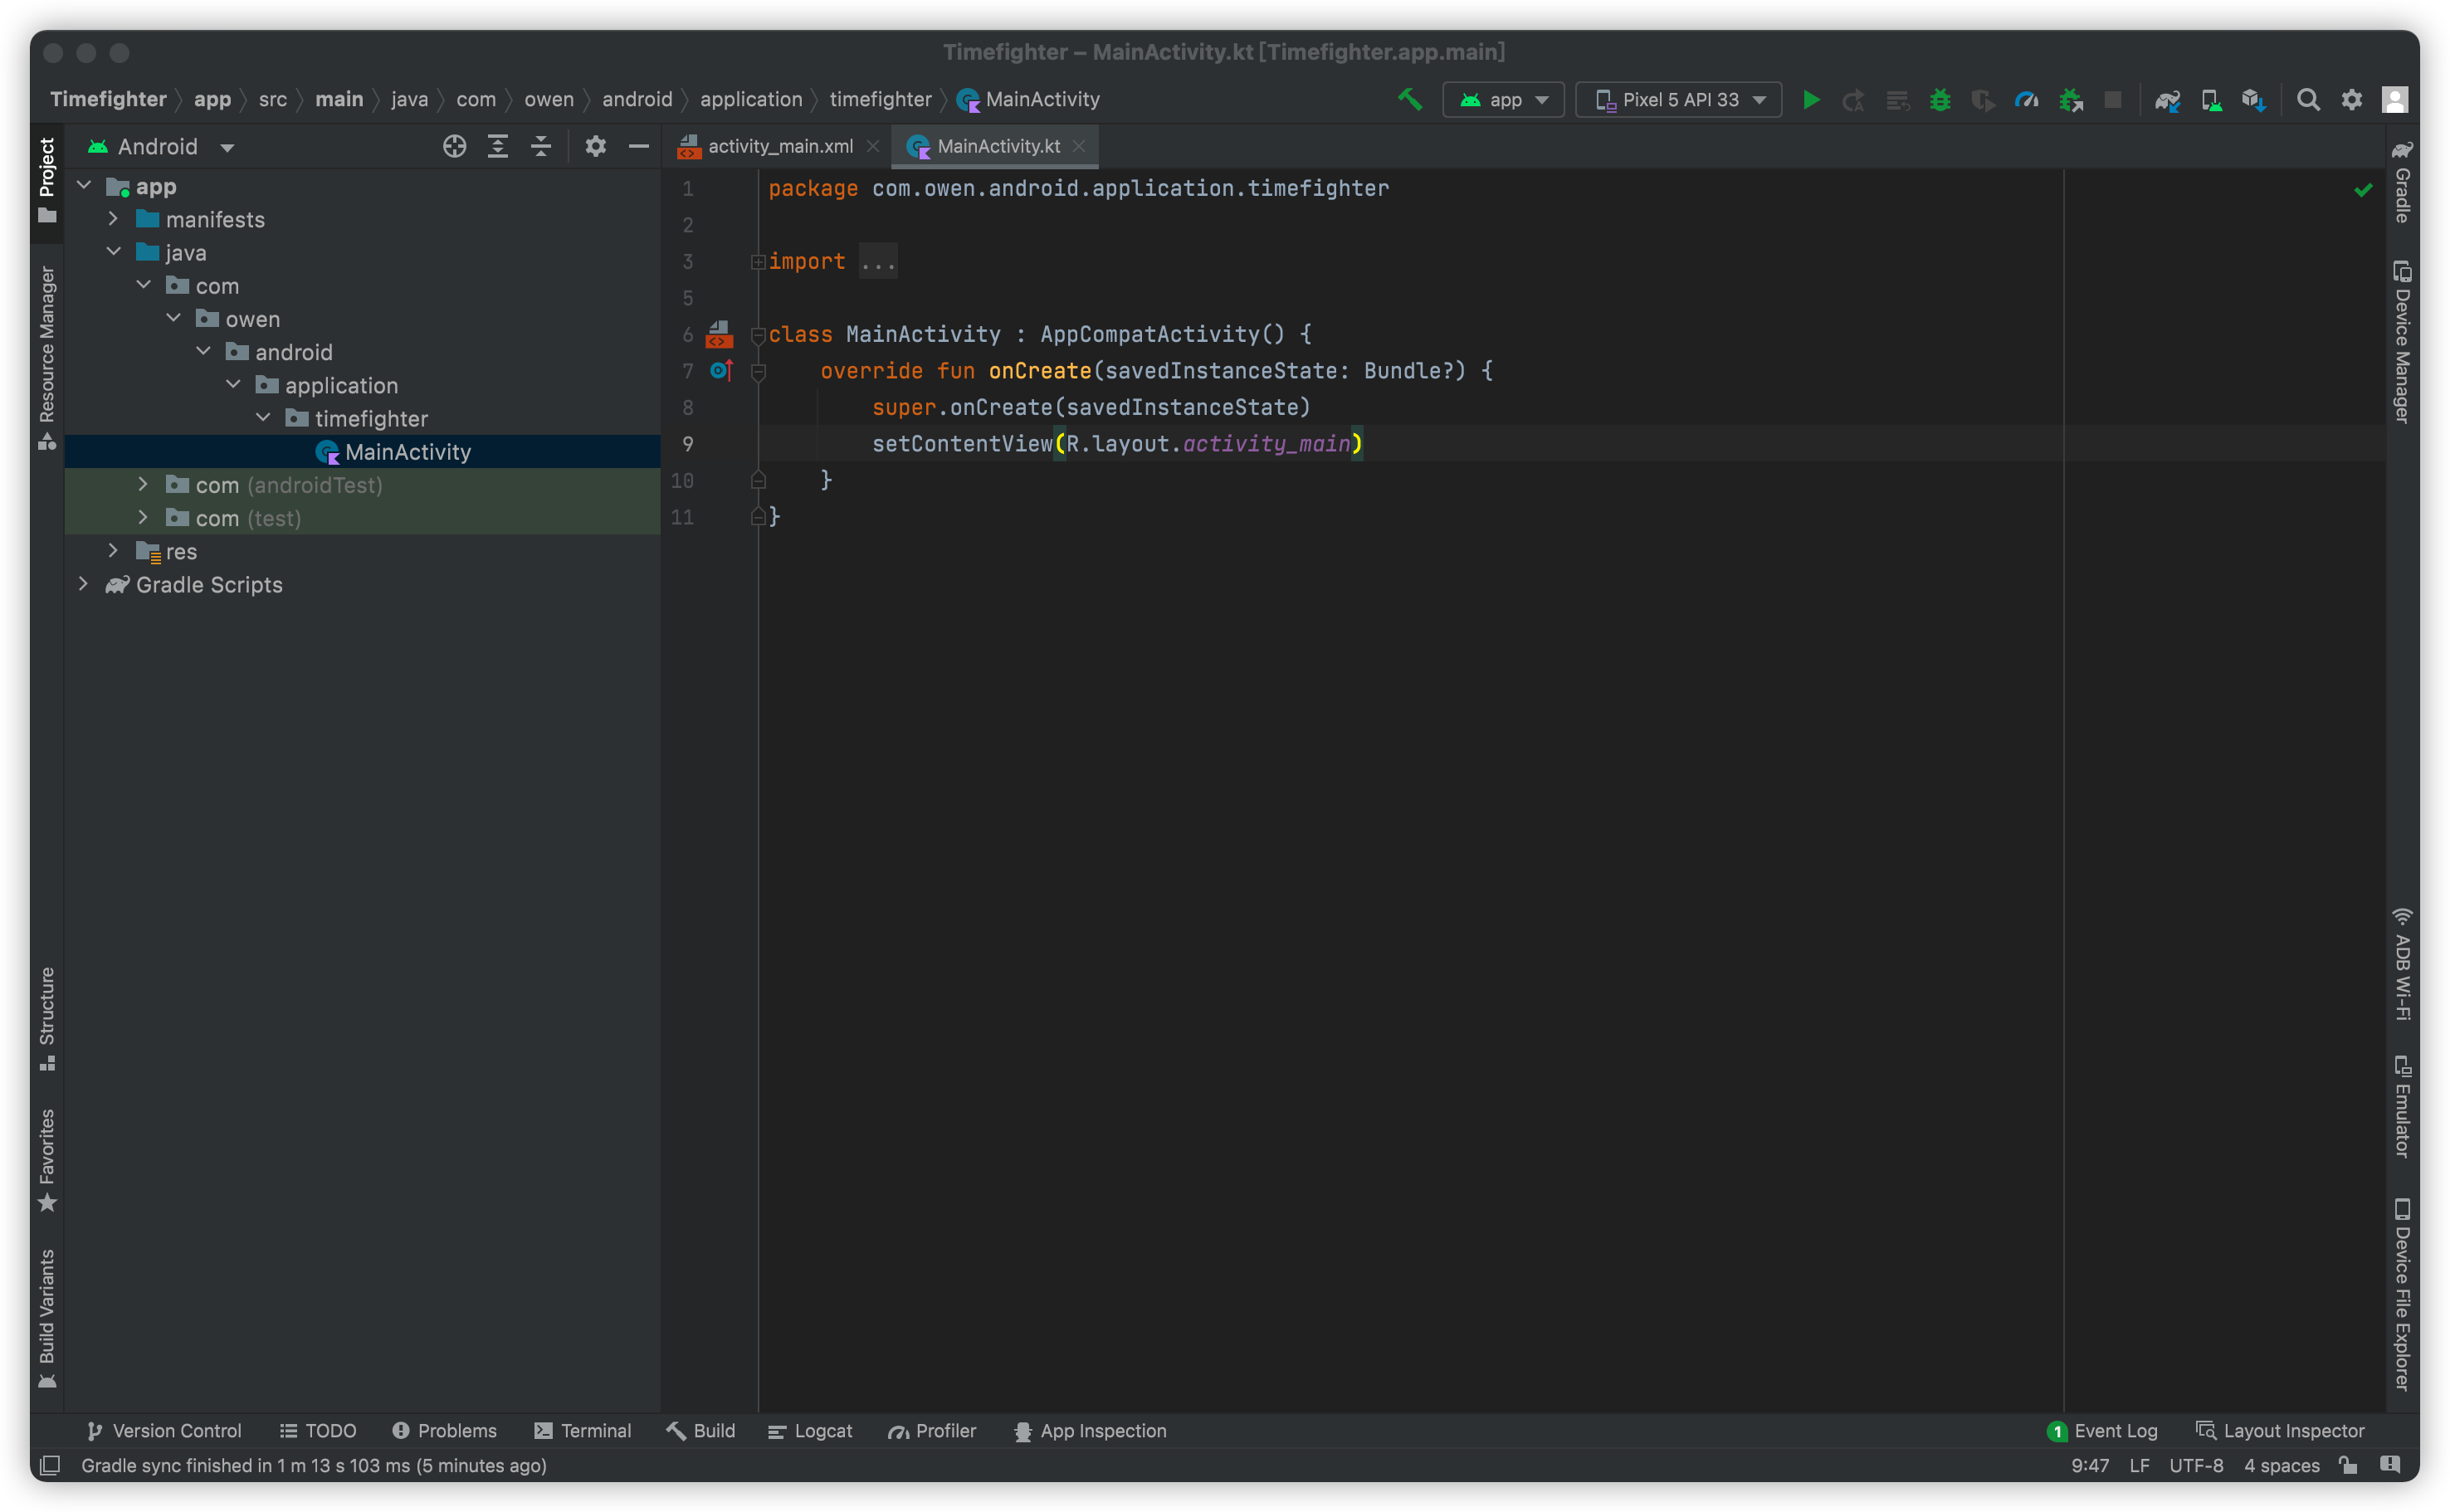 Timefighter – MainActivity.kt [Timefighter.app.main]
Timefighter app src main java com owen android application timefighter MainActivity
app Pixel 5 API 33
Project
Resource Manager
Structure
Favorites
Build Variants
Android
app
manifests
java
com
owen
android
application
timefighter
MainActivity
com (androidTest)
com (test)
res
Gradle Scripts
activity_main.xml MainActivity.kt
1 package com.owen.android.application.timefighter
2
3 import ...
5
6 class MainActivity : AppCompatActivity() {
7 override fun onCreate(savedInstanceState: Bundle?) {
8 super.onCreate(savedInstanceState)
9 setContentView(R.layout.activity_main)
10 }
11 }
Gradle
Device Manager
ADB Wi-Fi
Emulator
Device File Explorer
Version Control TODO Problems Terminal Build Logcat Profiler App Inspection 1 Event Log Layout Inspector
Gradle sync finished in 1 m 13 s 103 ms (5 minutes ago) 9:47 LF UTF-8 4 spaces